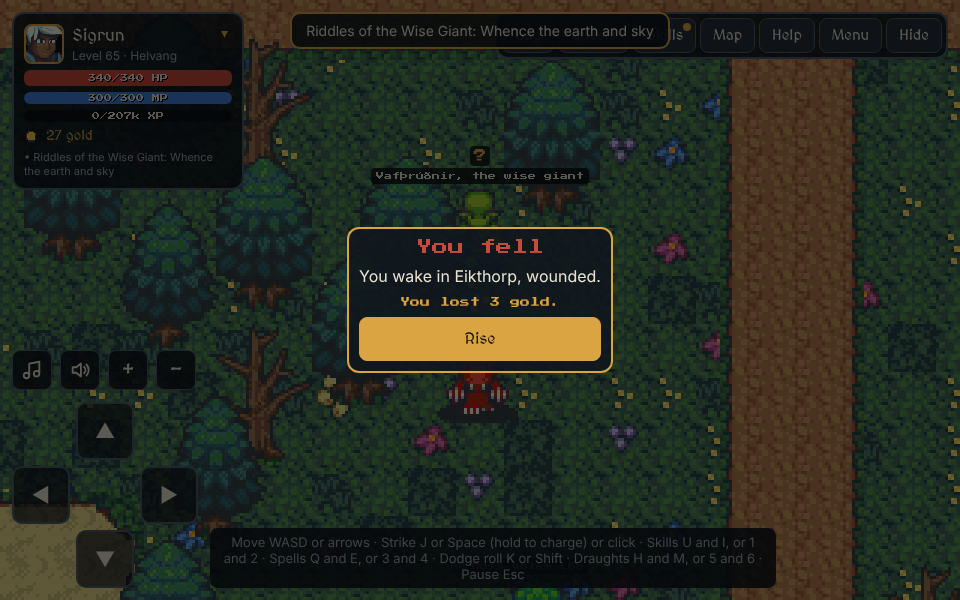 Sigrun
Level 65 · Helvang
340/340 HP
300/300 MP
0/207k XP
27 gold
• Riddles of the Wise Giant: Whence
the earth and sky
Riddles of the Wise Giant: Whence the earth and sky
lls
Map
Help
Menu
Hide
?
Vafþrúðnir, the wise giant
You fell
You wake in Eikthorp, wounded.
You lost 3 gold.
Rise
+
−
Move WASD or arrows · Strike J or Space (hold to charge) or click · Skills U and I, or 1
and 2 · Spells Q and E, or 3 and 4 · Dodge roll K or Shift · Draughts H and M, or 5 and 6 ·
Pause Esc